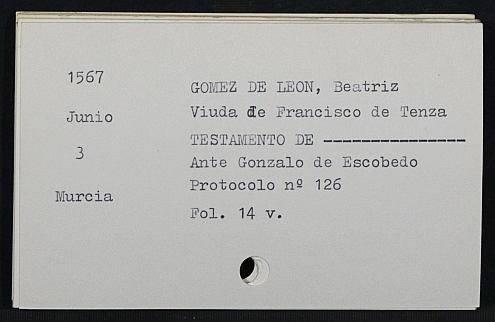 1567
GOMEZ DE LEON, Beatriz
Junio
Viuda de Francisco de Tenza
3
TESTAMENTO DE ---------------
Ante Gonzalo de Escobedo
Protocolo nº 126
Murcia
Fol. 14 v.